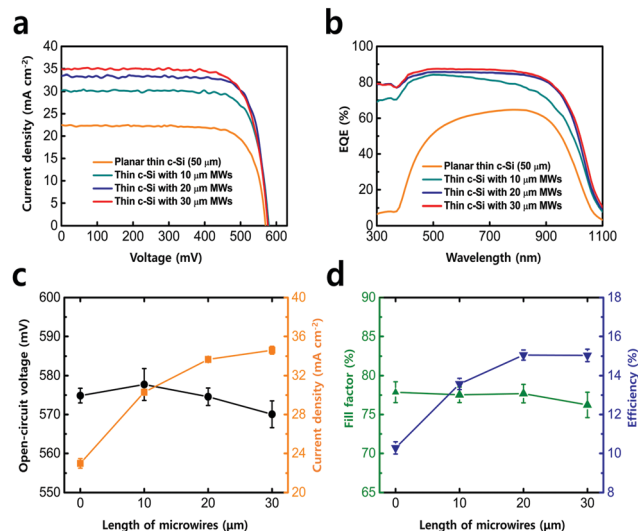 a
40
35
30
25
20
15
10
5
0
Current density (mA cm⁻²)
Planar thin c-Si (50 μm)
Thin c-Si with 10 μm MWs
Thin c-Si with 20 μm MWs
Thin c-Si with 30 μm MWs
0 100 200 300 400 500 600
Voltage (mV)
b
100
80
60
40
20
0
EQE (%)
Planar thin c-Si (50 μm)
Thin c-Si with 10 μm MWs
Thin c-Si with 20 μm MWs
Thin c-Si with 30 μm MWs
300 500 700 900 1100
Wavelength (nm)
c
600
590
580
570
560
550
Open-circuit voltage (mV)
40
36
32
28
24
20
Current density (mA cm⁻²)
0 10 20 30
Length of microwires (μm)
d
90
85
80
75
70
65
Fill factor (%)
18
16
14
12
10
8
Efficiency (%)
0 10 20 30
Length of microwires (μm)